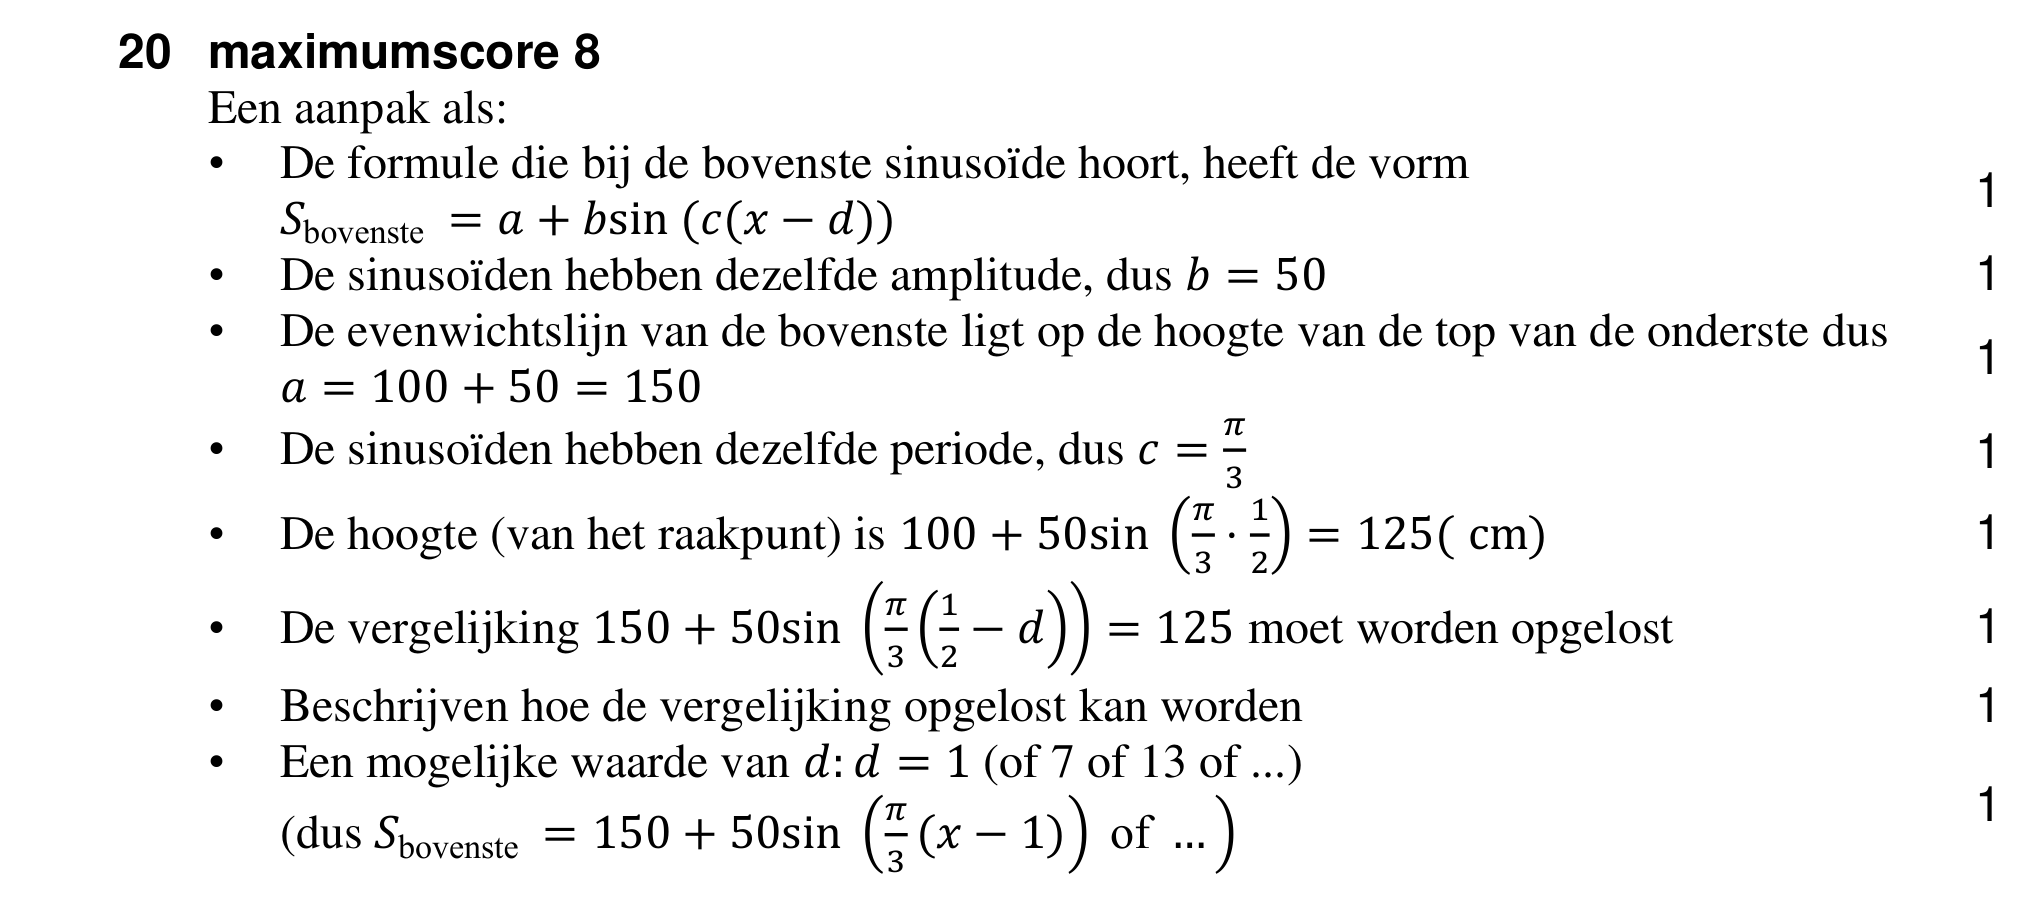 20 maximumscore 8
Een aanpak als:
• De formule die bij de bovenste sinusoïde hoort, heeft de vorm
S_bovenste = a + bsin (c(x − d)) 1
• De sinusoïden hebben dezelfde amplitude, dus b = 50 1
• De evenwichtslijn van de bovenste ligt op de hoogte van de top van de onderste dus
a = 100 + 50 = 150 1
• De sinusoïden hebben dezelfde periode, dus c = π/3 1
• De hoogte (van het raakpunt) is 100 + 50sin (π/3 · 1/2) = 125( cm) 1
• De vergelijking 150 + 50sin (π/3 (1/2 − d)) = 125 moet worden opgelost 1
• Beschrijven hoe de vergelijking opgelost kan worden 1
• Een mogelijke waarde van d: d = 1 (of 7 of 13 of ...)
(dus S_bovenste = 150 + 50sin (π/3 (x − 1)) of ... ) 1